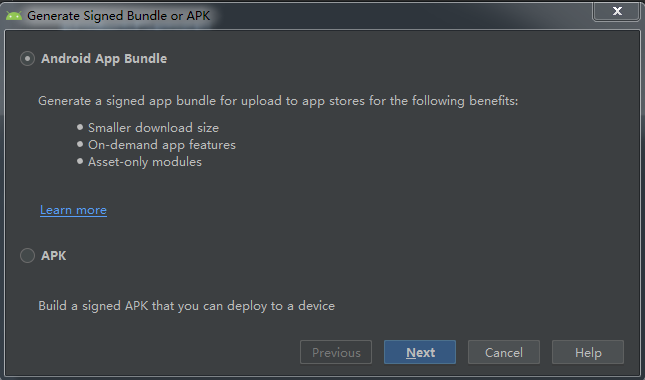 Generate Signed Bundle or APK
Android App Bundle
Generate a signed app bundle for upload to app stores for the following benefits:
• Smaller download size
• On-demand app features
• Asset-only modules
Learn more
APK
Build a signed APK that you can deploy to a device
Previous Next Cancel Help